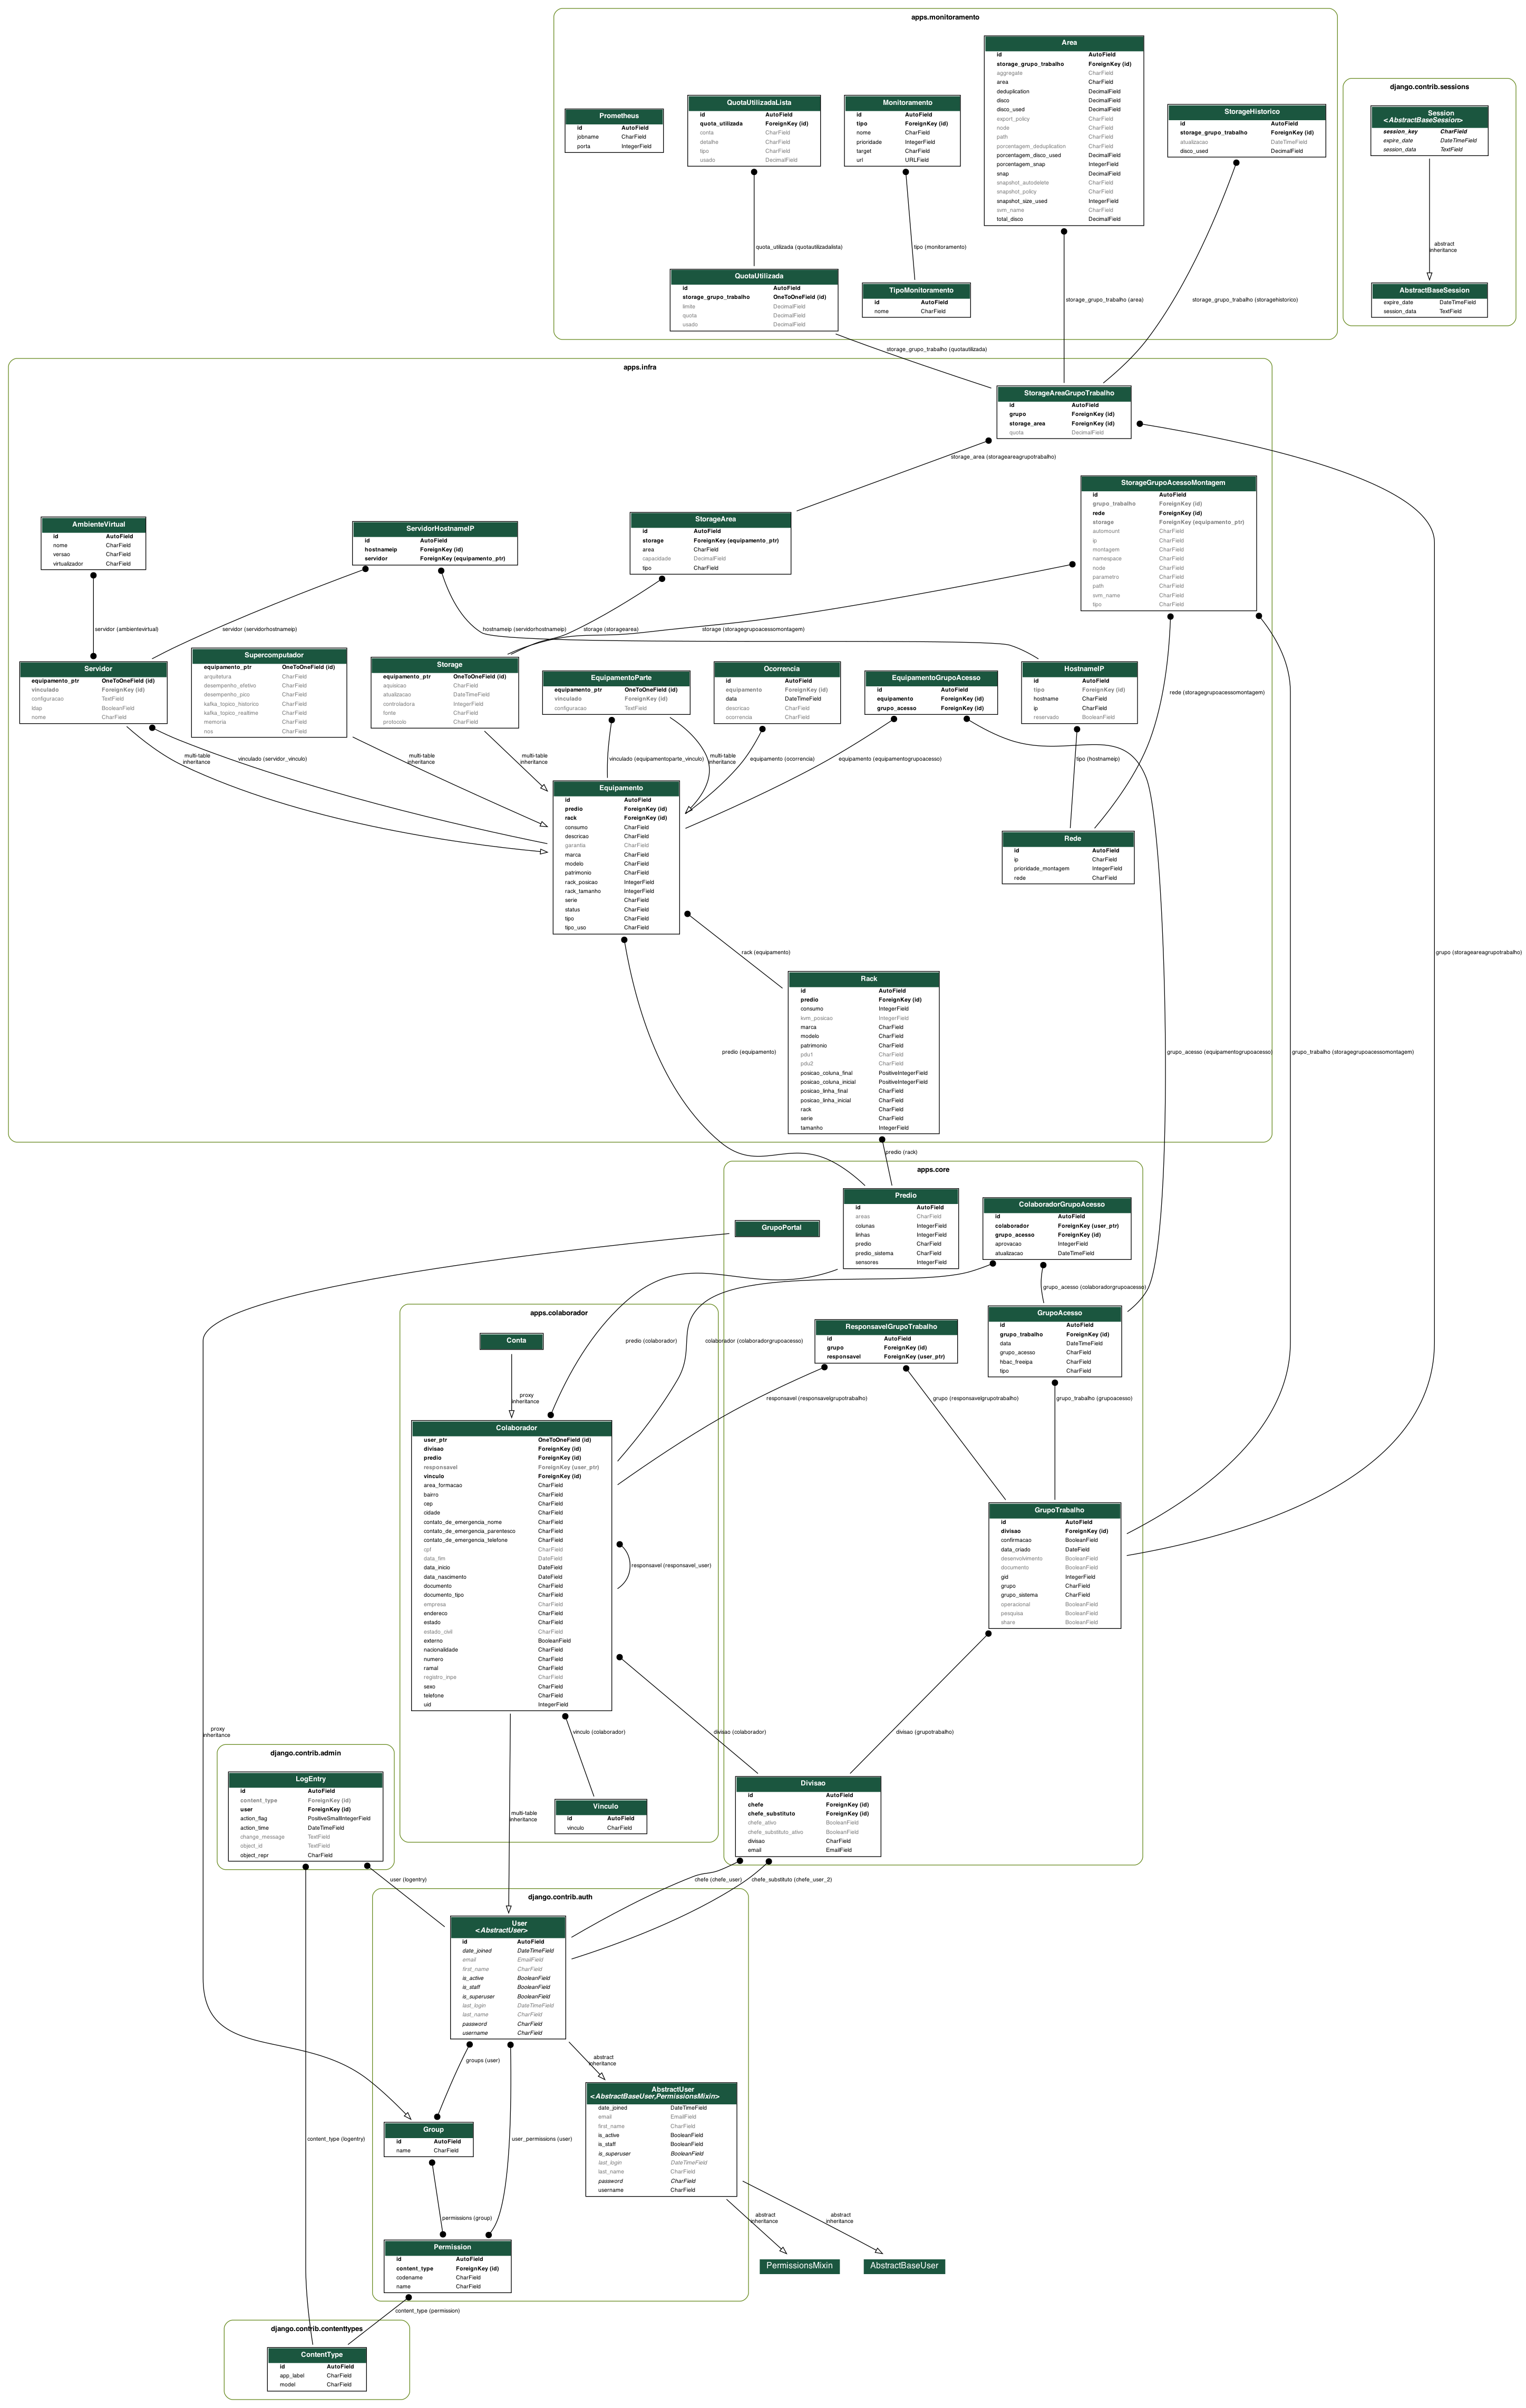 apps.monitoramento
Area
id AutoField
storage_grupo_trabalho ForeignKey (id)
aggregate CharField
area CharField
deduplication DecimalField
disco DecimalField
disco_used DecimalField
export_policy CharField
node CharField
path CharField
porcentagem_deduplication CharField
porcentagem_disco_used DecimalField
porcentagem_snap IntegerField
snap DecimalField
snapshot_autodelete CharField
snapshot_policy CharField
snapshot_size_used IntegerField
svm_name CharField
total_disco DecimalField
Prometheus
id AutoField
jobname CharField
porta IntegerField
QuotaUtilizadaLista
id AutoField
quota_utilizada ForeignKey (id)
conta CharField
detalhe CharField
tipo CharField
usado DecimalField
Monitoramento
id AutoField
tipo ForeignKey (id)
nome CharField
prioridade IntegerField
target CharField
url URLField
StorageHistorico
id AutoField
storage_grupo_trabalho ForeignKey (id)
atualizacao DateTimeField
disco_used DecimalField
quota_utilizada (quotautilizadalista)
tipo (monitoramento)
storage_grupo_trabalho (area)
storage_grupo_trabalho (storagehistorico)
QuotaUtilizada
id AutoField
storage_grupo_trabalho OneToOneField (id)
limite DecimalField
quota DecimalField
usado DecimalField
TipoMonitoramento
id AutoField
nome CharField
storage_grupo_trabalho (quotautilizada)
django.contrib.sessions
Session
<AbstractBaseSession>
session_key CharField
expire_date DateTimeField
session_data TextField
abstract
inheritance
AbstractBaseSession
expire_date DateTimeField
session_data TextField
apps.infra
StorageAreaGrupoTrabalho
id AutoField
grupo ForeignKey (id)
storage_area ForeignKey (id)
quota DecimalField
storage_area (storageareagrupotrabalho)
StorageGrupoAcessoMontagem
id AutoField
grupo_trabalho ForeignKey (id)
rede ForeignKey (id)
storage ForeignKey (equipamento_ptr)
automount CharField
ip CharField
montagem CharField
namespace CharField
node CharField
parametro CharField
path CharField
svm_name CharField
tipo CharField
AmbienteVirtual
id AutoField
nome CharField
versao CharField
virtualizador CharField
ServidorHostnameIP
id AutoField
hostnameip ForeignKey (id)
servidor ForeignKey (equipamento_ptr)
StorageArea
id AutoField
storage ForeignKey (equipamento_ptr)
area CharField
capacidade DecimalField
tipo CharField
servidor (ambientevirtual)
servidor (servidorhostnameip)
hostnameip (servidorhostnameip)
storage (storagearea)
storage (storagegrupoacessomontagem)
Servidor
equipamento_ptr OneToOneField (id)
vinculado ForeignKey (id)
configuracao TextField
ldap BooleanField
nome CharField
Supercomputador
equipamento_ptr OneToOneField (id)
arquitetura CharField
desempenho_efetivo CharField
desempenho_pico CharField
kafka_topico_historico CharField
kafka_topico_realtime CharField
memoria CharField
nos CharField
Storage
equipamento_ptr OneToOneField (id)
aquisicao CharField
atualizacao DateTimeField
controladora IntegerField
fonte CharField
protocolo CharField
EquipamentoParte
equipamento_ptr OneToOneField (id)
vinculado ForeignKey (id)
configuracao TextField
Ocorrencia
id AutoField
equipamento ForeignKey (id)
data DateTimeField
descricao CharField
ocorrencia CharField
EquipamentoGrupoAcesso
id AutoField
equipamento ForeignKey (id)
grupo_acesso ForeignKey (id)
HostnameIP
id AutoField
tipo ForeignKey (id)
hostname CharField
ip CharField
reservado BooleanField
rede (storagegrupoacessomontagem)
multi-table
inheritance
vinculado (servidor_vinculo)
multi-table
inheritance
multi-table
inheritance
vinculado (equipamentoparte_vinculo)
multi-table
inheritance
equipamento (ocorrencia)
equipamento (equipamentogrupoacesso)
tipo (hostnameip)
Equipamento
id AutoField
predio ForeignKey (id)
rack ForeignKey (id)
consumo CharField
descricao CharField
garantia CharField
marca CharField
modelo CharField
patrimonio CharField
rack_posicao IntegerField
rack_tamanho IntegerField
serie CharField
status CharField
tipo CharField
tipo_uso CharField
Rede
id AutoField
ip CharField
prioridade_montagem IntegerField
rede CharField
rack (equipamento)
grupo (storageareagrupotrabalho)
Rack
id AutoField
predio ForeignKey (id)
consumo IntegerField
kvm_posicao IntegerField
marca CharField
modelo CharField
patrimonio CharField
pdu1 CharField
pdu2 CharField
posicao_coluna_final PositiveIntegerField
posicao_coluna_inicial PositiveIntegerField
posicao_linha_final CharField
posicao_linha_inicial CharField
rack CharField
serie CharField
tamanho IntegerField
predio (equipamento)
grupo_acesso (equipamentogrupoacesso)
grupo_trabalho (storagegrupoacessomontagem)
predio (rack)
apps.core
GrupoPortal
Predio
id AutoField
areas CharField
colunas IntegerField
linhas IntegerField
predio CharField
predio_sistema CharField
sensores IntegerField
ColaboradorGrupoAcesso
id AutoField
colaborador ForeignKey (user_ptr)
grupo_acesso ForeignKey (id)
aprovacao IntegerField
atualizacao DateTimeField
grupo_acesso (colaboradorgrupoacesso)
predio (colaborador)
colaborador (colaboradorgrupoacesso)
ResponsavelGrupoTrabalho
id AutoField
grupo ForeignKey (id)
responsavel ForeignKey (user_ptr)
GrupoAcesso
id AutoField
grupo_trabalho ForeignKey (id)
data DateTimeField
grupo_acesso CharField
hbac_freeipa CharField
tipo CharField
responsavel (responsavelgrupotrabalho)
grupo (responsavelgrupotrabalho)
grupo_trabalho (grupoacesso)
apps.colaborador
Conta
proxy
inheritance
Colaborador
user_ptr OneToOneField (id)
divisao ForeignKey (id)
predio ForeignKey (id)
responsavel ForeignKey (user_ptr)
vinculo ForeignKey (id)
area_formacao CharField
bairro CharField
cep CharField
cidade CharField
contato_de_emergencia_nome CharField
contato_de_emergencia_parentesco CharField
contato_de_emergencia_telefone CharField
cpf CharField
data_fim DateField
data_inicio DateField
data_nascimento DateField
documento CharField
documento_tipo CharField
empresa CharField
endereco CharField
estado CharField
estado_civil CharField
externo BooleanField
nacionalidade CharField
numero CharField
ramal CharField
registro_inpe CharField
sexo CharField
telefone CharField
uid IntegerField
responsavel (responsavel_user)
GrupoTrabalho
id AutoField
divisao ForeignKey (id)
confirmacao BooleanField
data_criado DateField
desenvolvimento BooleanField
documento BooleanField
gid IntegerField
grupo CharField
grupo_sistema CharField
operacional BooleanField
pesquisa BooleanField
share BooleanField
proxy
inheritance
vinculo (colaborador)
divisao (colaborador)
divisao (grupotrabalho)
multi-table
inheritance
Vinculo
id AutoField
vinculo CharField
Divisao
id AutoField
chefe ForeignKey (id)
chefe_substituto ForeignKey (id)
chefe_ativo BooleanField
chefe_substituto_ativo BooleanField
divisao CharField
email EmailField
django.contrib.admin
LogEntry
id AutoField
content_type ForeignKey (id)
user ForeignKey (id)
action_flag PositiveSmallIntegerField
action_time DateTimeField
change_message TextField
object_id TextField
object_repr CharField
user (logentry)
chefe (chefe_user)
chefe_substituto (chefe_user_2)
django.contrib.auth
User
<AbstractUser>
id AutoField
date_joined DateTimeField
email EmailField
first_name CharField
is_active BooleanField
is_staff BooleanField
is_superuser BooleanField
last_login DateTimeField
last_name CharField
password CharField
username CharField
groups (user)
abstract
inheritance
AbstractUser
<AbstractBaseUser,PermissionsMixin>
date_joined DateTimeField
email EmailField
first_name CharField
is_active BooleanField
is_staff BooleanField
is_superuser BooleanField
last_login DateTimeField
last_name CharField
password CharField
username CharField
Group
id AutoField
name CharField
content_type (logentry)
user_permissions (user)
permissions (group)
abstract
inheritance
abstract
inheritance
Permission
id AutoField
content_type ForeignKey (id)
codename CharField
name CharField
PermissionsMixin
AbstractBaseUser
content_type (permission)
django.contrib.contenttypes
ContentType
id AutoField
app_label CharField
model CharField